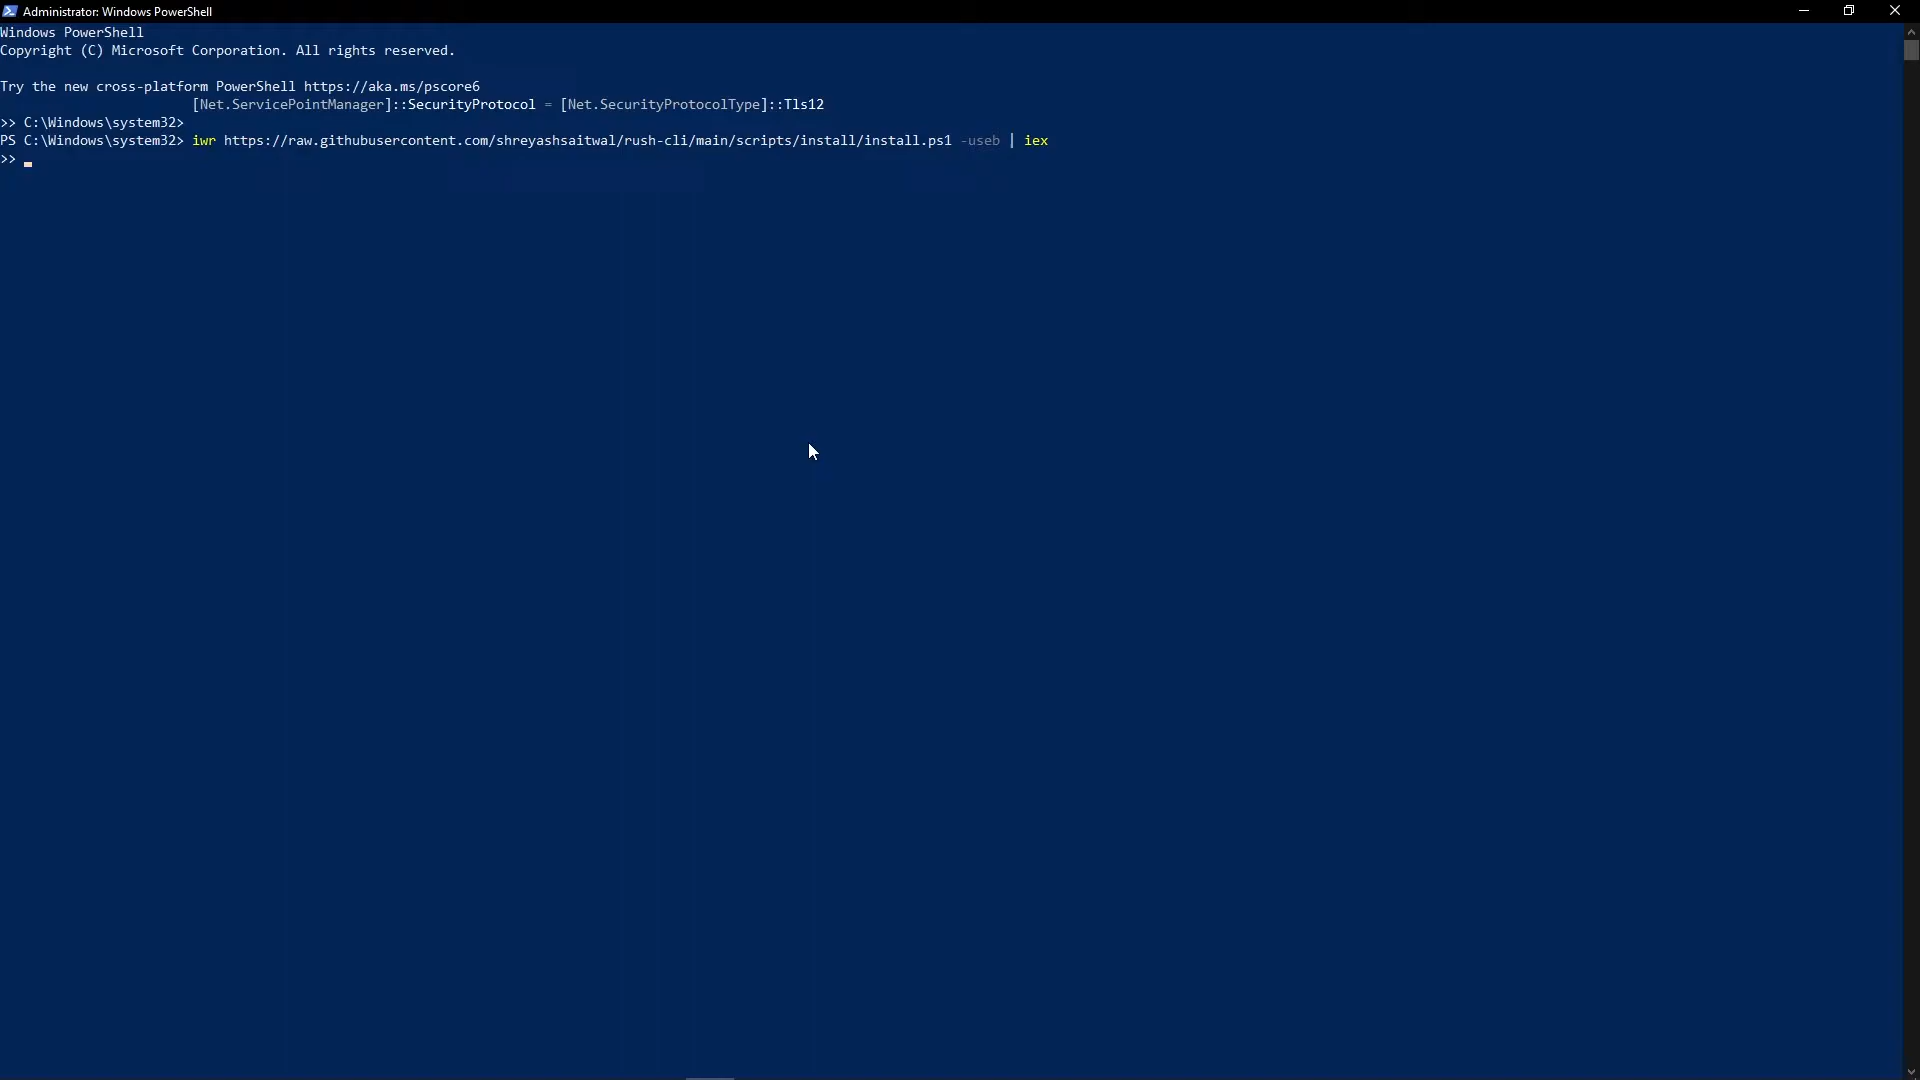 Administrator: Windows PowerShell
Windows PowerShell
Copyright (C) Microsoft Corporation. All rights reserved.
Try the new cross-platform PowerShell https://aka.ms/pscore6
[Net.ServicePointManager]::SecurityProtocol = [Net.SecurityProtocolType]::Tls12
>> C:\Windows\system32>
PS C:\Windows\system32> iwr https://raw.githubusercontent.com/shreyashsaitwal/rush-cli/main/scripts/install/install.ps1 -useb | iex
>>